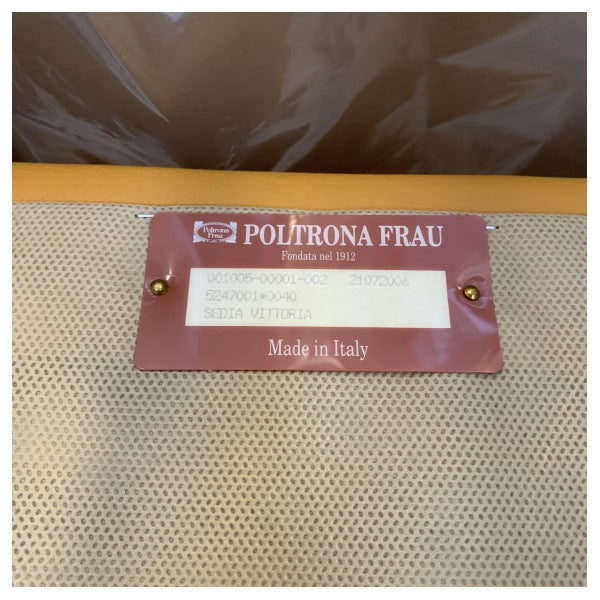 Poltrona
Frau
POLTRONA FRAU
Fondata nel 1912
001005-00001-002 21072006
5247001*0040
SEDIA VITTORIA
Made in Italy